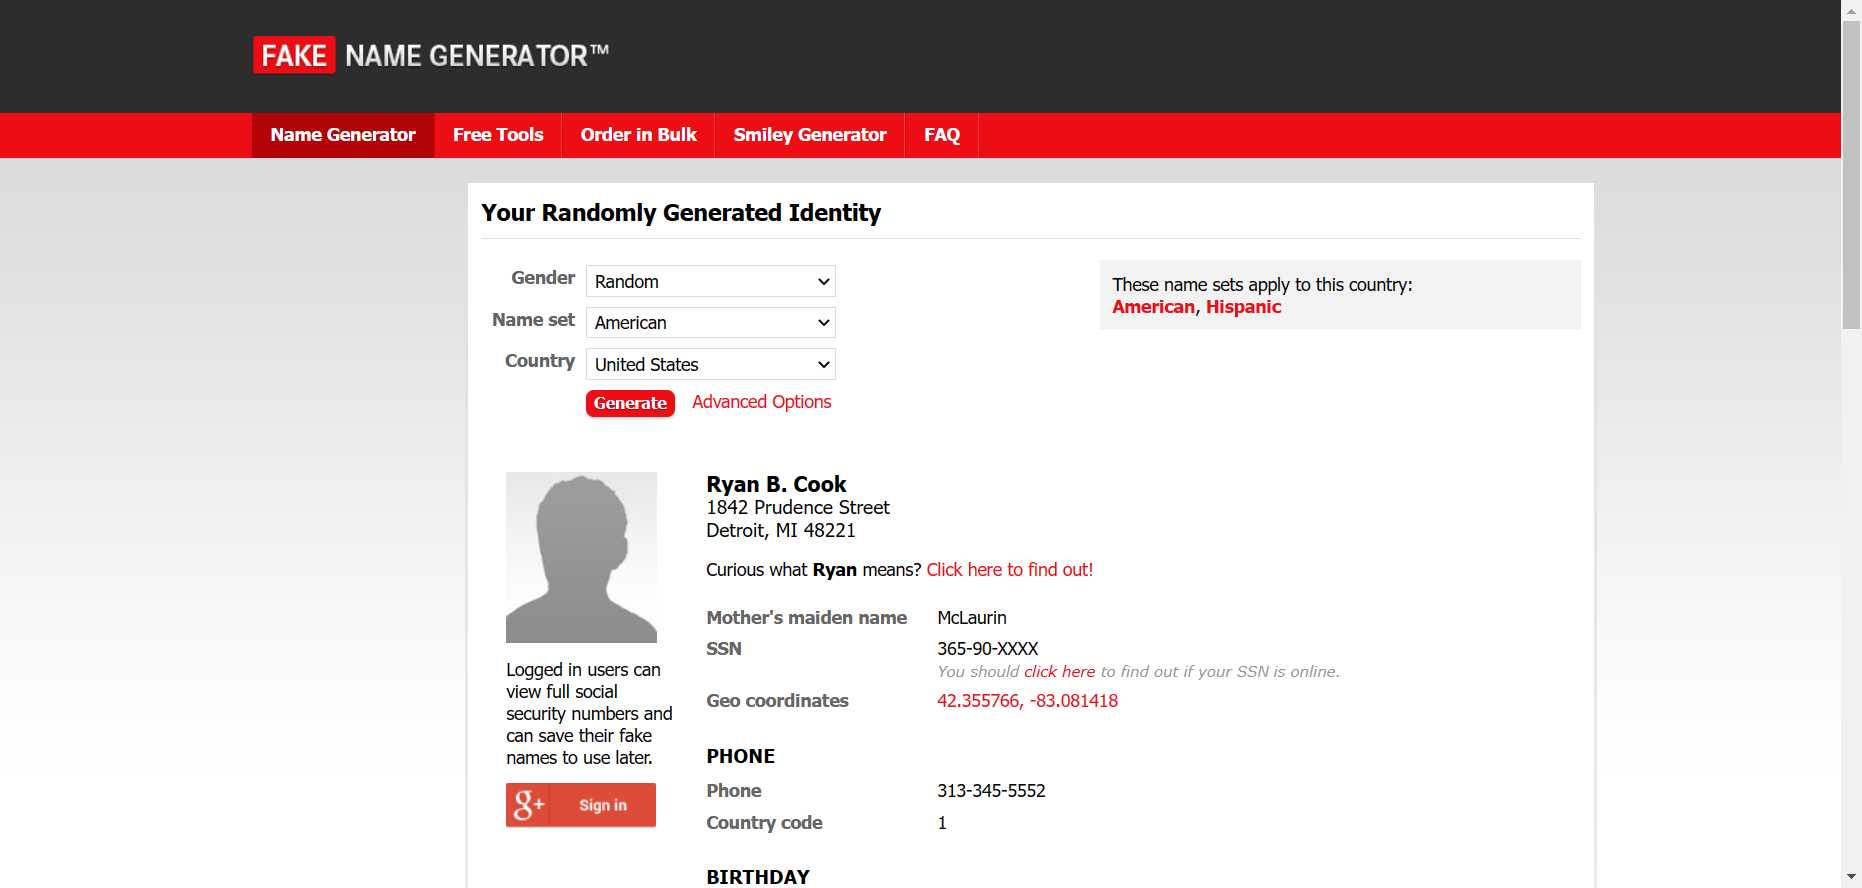 FAKE NAME GENERATOR™
Name Generator Free Tools Order in Bulk Smiley Generator FAQ
Your Randomly Generated Identity
Gender Random
Name set American
Country United States
Generate Advanced Options
These name sets apply to this country:
American, Hispanic
Logged in users can
view full social
security numbers and
can save their fake
names to use later.
g+ Sign in
Ryan B. Cook
1842 Prudence Street
Detroit, MI 48221
Curious what Ryan means? Click here to find out!
Mother's maiden name McLaurin
SSN 365-90-XXXX
You should click here to find out if your SSN is online.
Geo coordinates 42.355766, -83.081418
PHONE
Phone 313-345-5552
Country code 1
BIRTHDAY